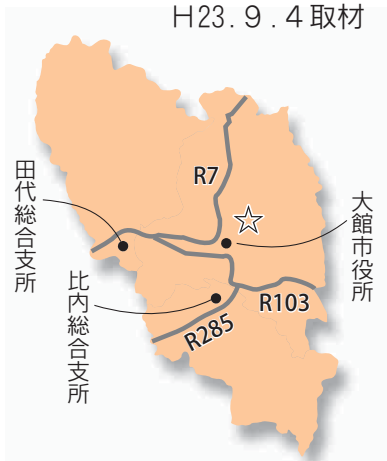 H23.9.4取材
R7
田代総合支所
大館市役所
比内総合支所
R103
R285